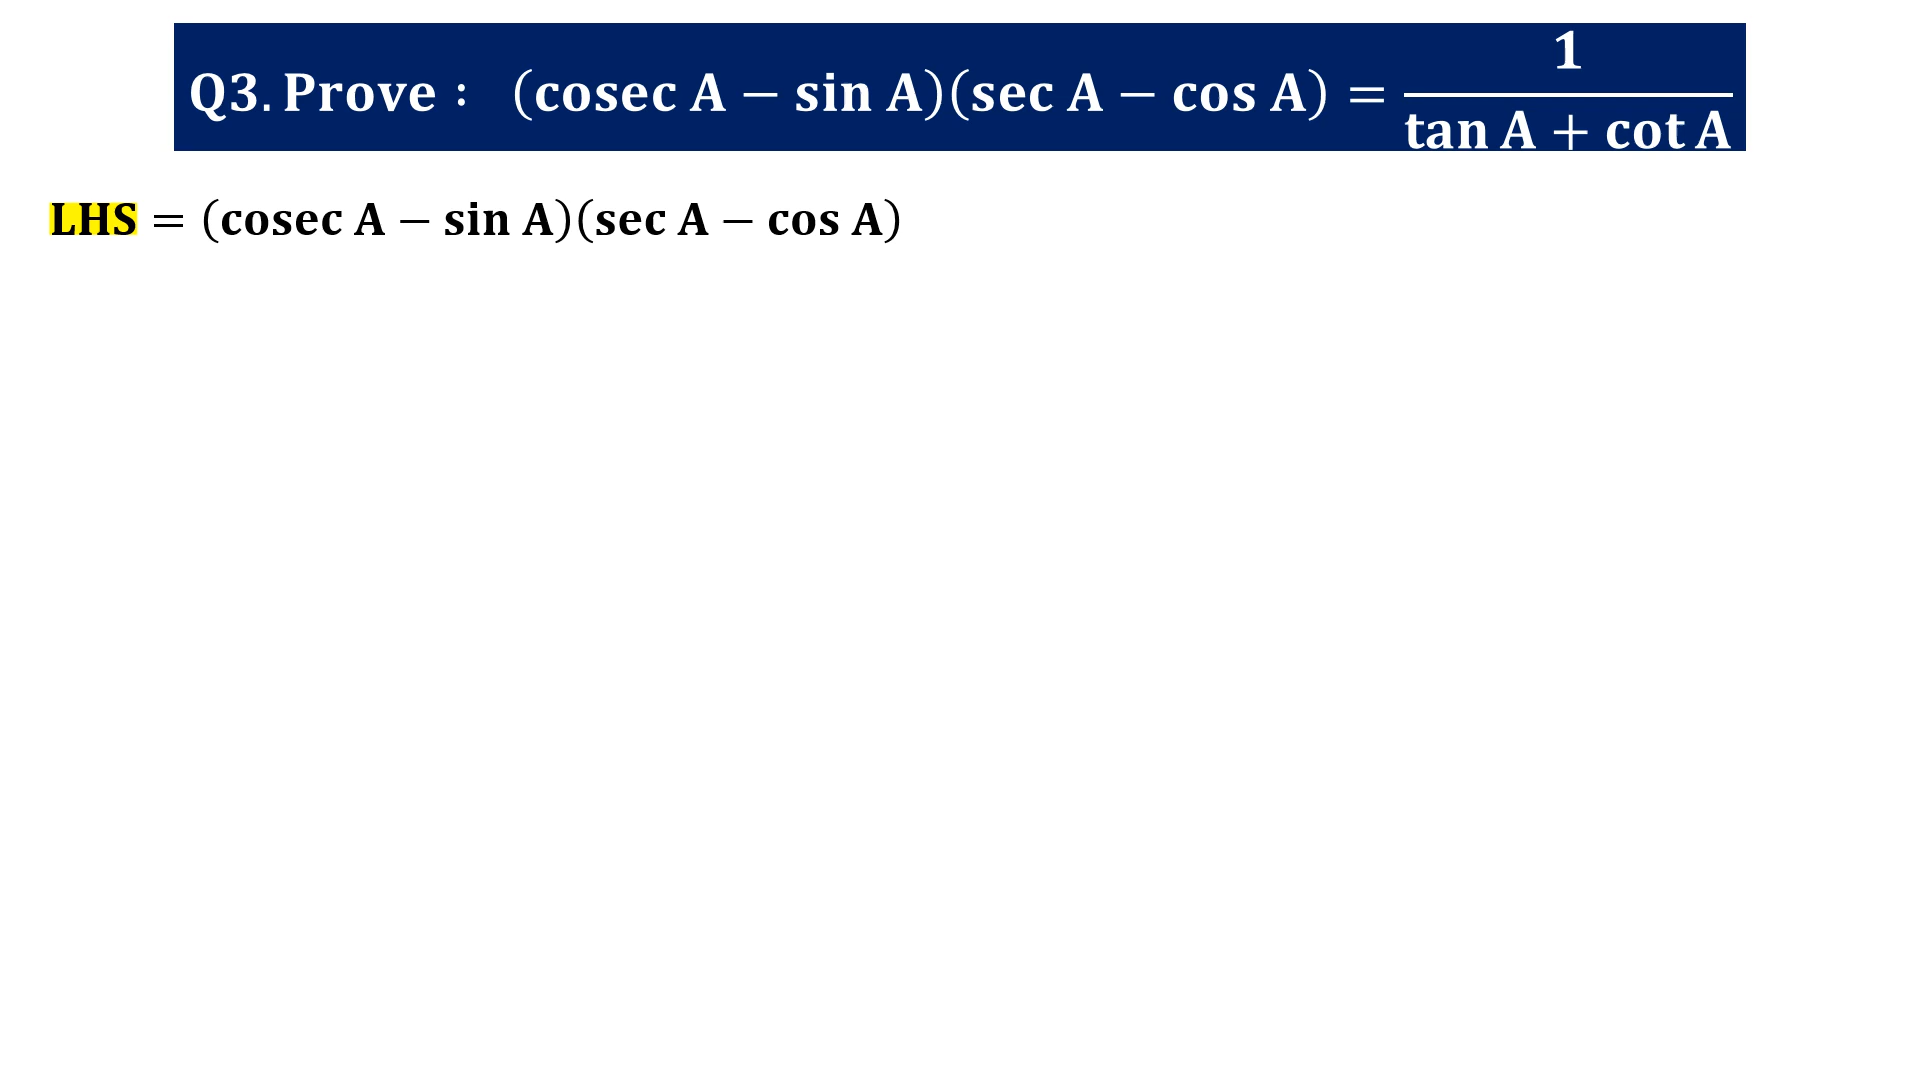 Q3. Prove : (cosec A − sin A)(sec A − cos A) = 1 / (tan A + cot A)
LHS = (cosec A − sin A)(sec A − cos A)